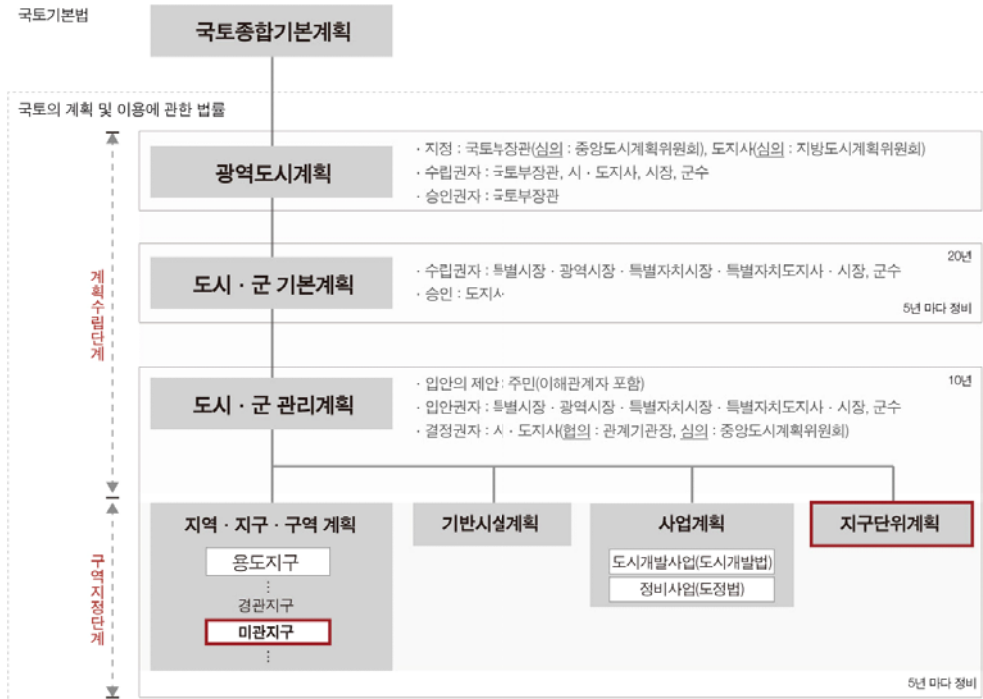 국토기본법
국토종합기본계획
국토의 계획 및 이용에 관한 법률
계획수립단계
광역도시계획
· 지정 : 국토부장관(심의 : 중앙도시계획위원회), 도지사(심의 : 지방도시계획위원회)
· 수립권자 : 국토부장관, 시 · 도지사, 시장, 군수
· 승인권자 : 국토부장관
도시 · 군 기본계획
20년
· 수립권자 : 특별시장 · 광역시장 · 특별자치시장 · 특별자치도지사 · 시장, 군수
· 승인 : 도지사
5년 마다 정비
도시 · 군 관리계획
10년
· 입안의 제안 : 주민(이해관계자 포함)
· 입안권자 : 특별시장 · 광역시장 · 특별자치시장 · 특별자치도지사 · 시장, 군수
· 결정권자 : 시 · 도지사(협의 : 관계기관장, 심의 : 중앙도시계획위원회)
구역지정단계
지역 · 지구 · 구역 계획
용도지구
⋮
경관지구
미관지구
⋮
기반시설계획
사업계획
도시개발사업(도시개발법)
정비사업(도정법)
지구단위계획
5년 마다 정비